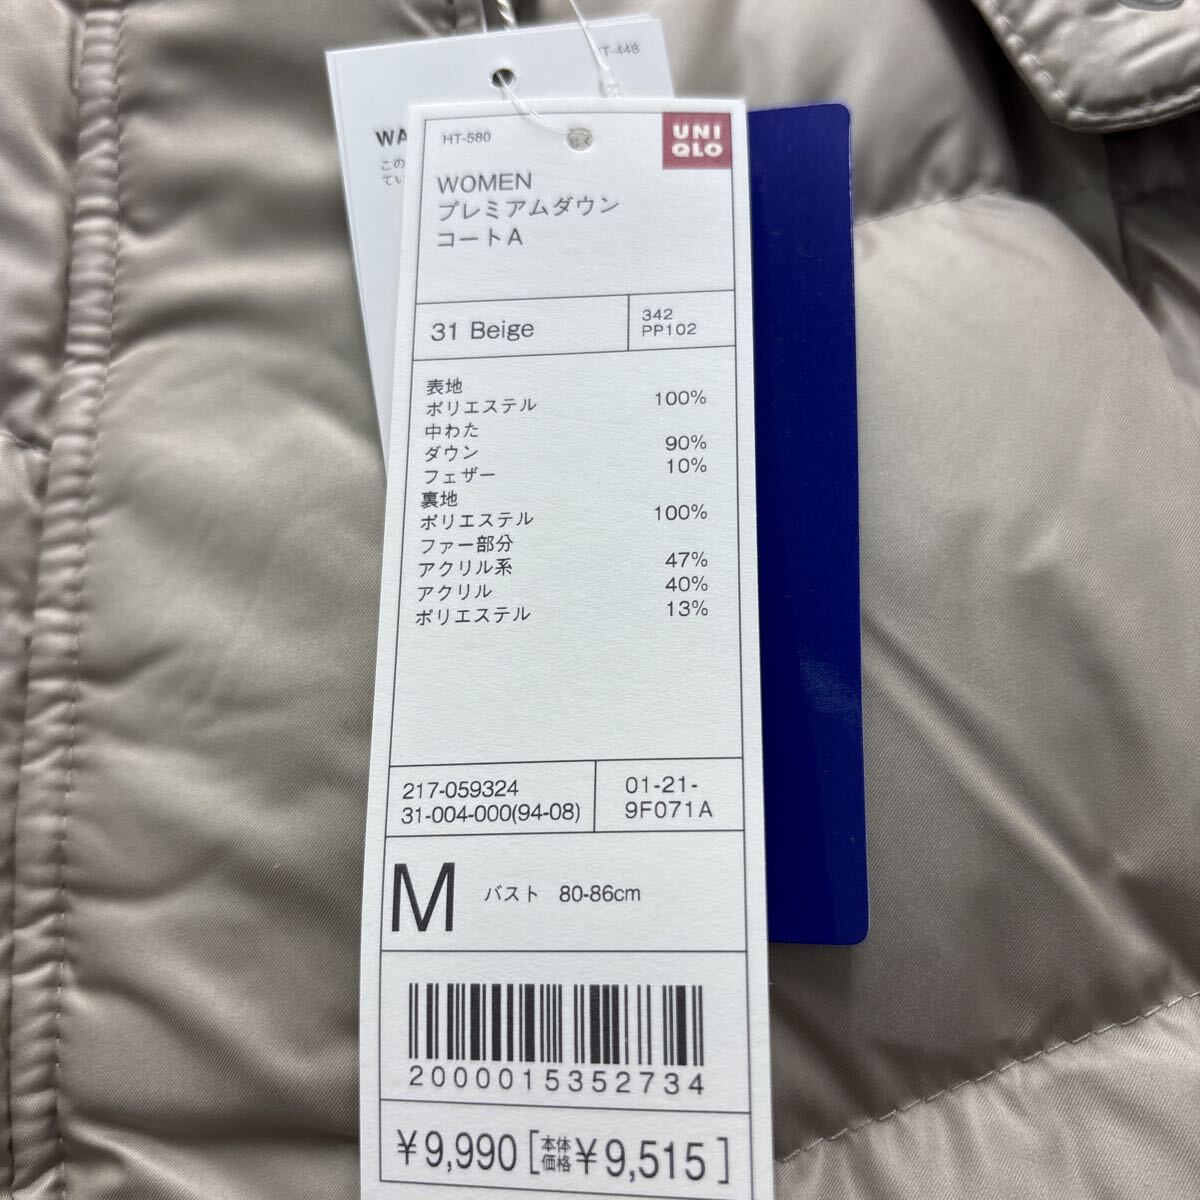 T-448
WA
この
てい
HT-580
UNI
QLO
WOMEN
プレミアムダウン
コートA
31 Beige
342
PP102
表地
ポリエステル 100%
中わた
ダウン 90%
フェザー 10%
裏地
ポリエステル 100%
ファー部分
アクリル系 47%
アクリル 40%
ポリエステル 13%
217-059324
31-004-000(94-08)
01-21-
9F071A
M バスト 80-86cm
2000015352734
¥9,990[本体価格¥9,515]